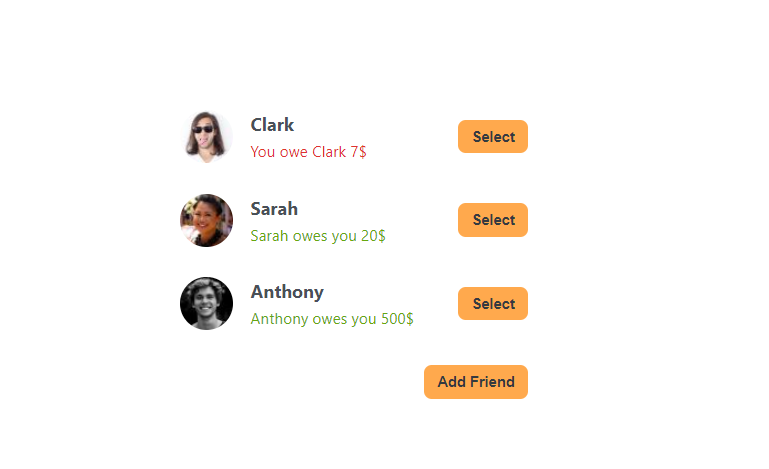 Clark
You owe Clark 7$
Select
Sarah
Sarah owes you 20$
Select
Anthony
Anthony owes you 500$
Select
Add Friend